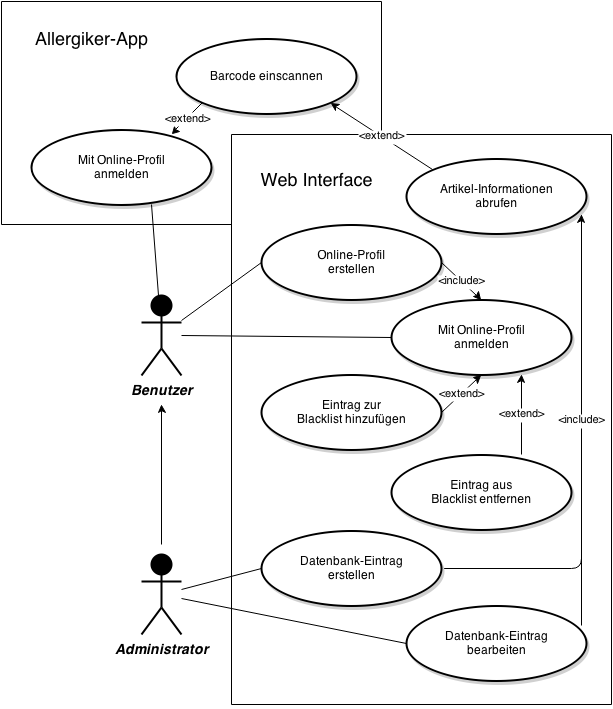 Allergiker-App
Barcode einscannen
<extend>
<extend>
Mit Online-Profil
anmelden
Web Interface
Artikel-Informationen
abrufen
Online-Profil
erstellen
<include>
Mit Online-Profil
anmelden
Benutzer
<extend>
Eintrag zur
Blacklist hinzufügen
<extend>
<include>
Eintrag aus
Blacklist entfernen
Datenbank-Eintrag
erstellen
Administrator
Datenbank-Eintrag
bearbeiten